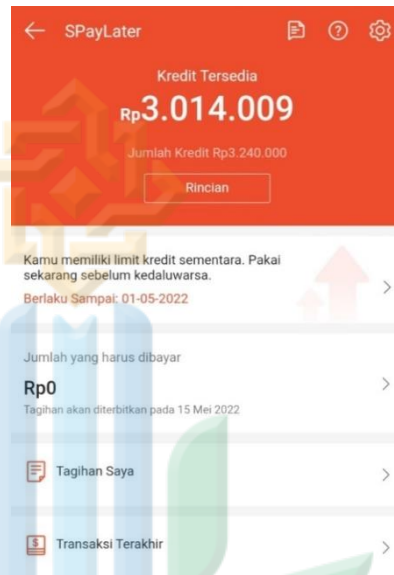 SPayLater
Kredit Tersedia
Rp3.014.009
Jumlah Kredit Rp3.240.000
Rincian
Kamu memiliki limit kredit sementara. Pakai
sekarang sebelum kedaluwarsa.
Berlaku Sampai: 01-05-2022
Jumlah yang harus dibayar
Rp0
Tagihan akan diterbitkan pada 15 Mei 2022
Tagihan Saya
Transaksi Terakhir